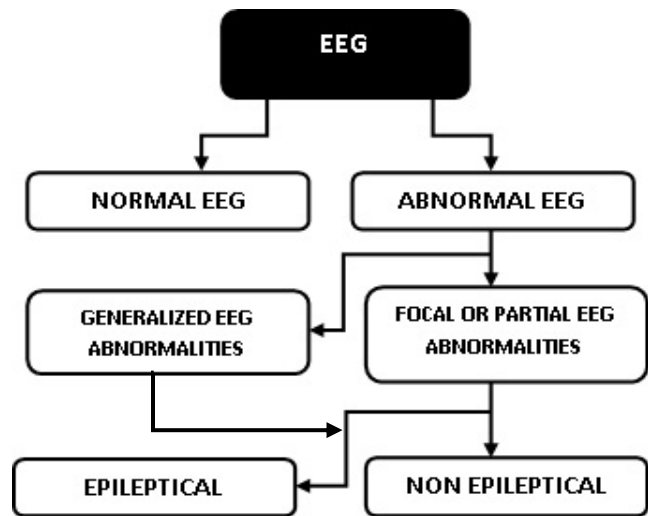 EEG
NORMAL EEG
ABNORMAL EEG
GENERALIZED EEG
ABNORMALITIES
FOCAL OR PARTIAL EEG
ABNORMALITIES
EPILEPTICAL
NON EPILEPTICAL